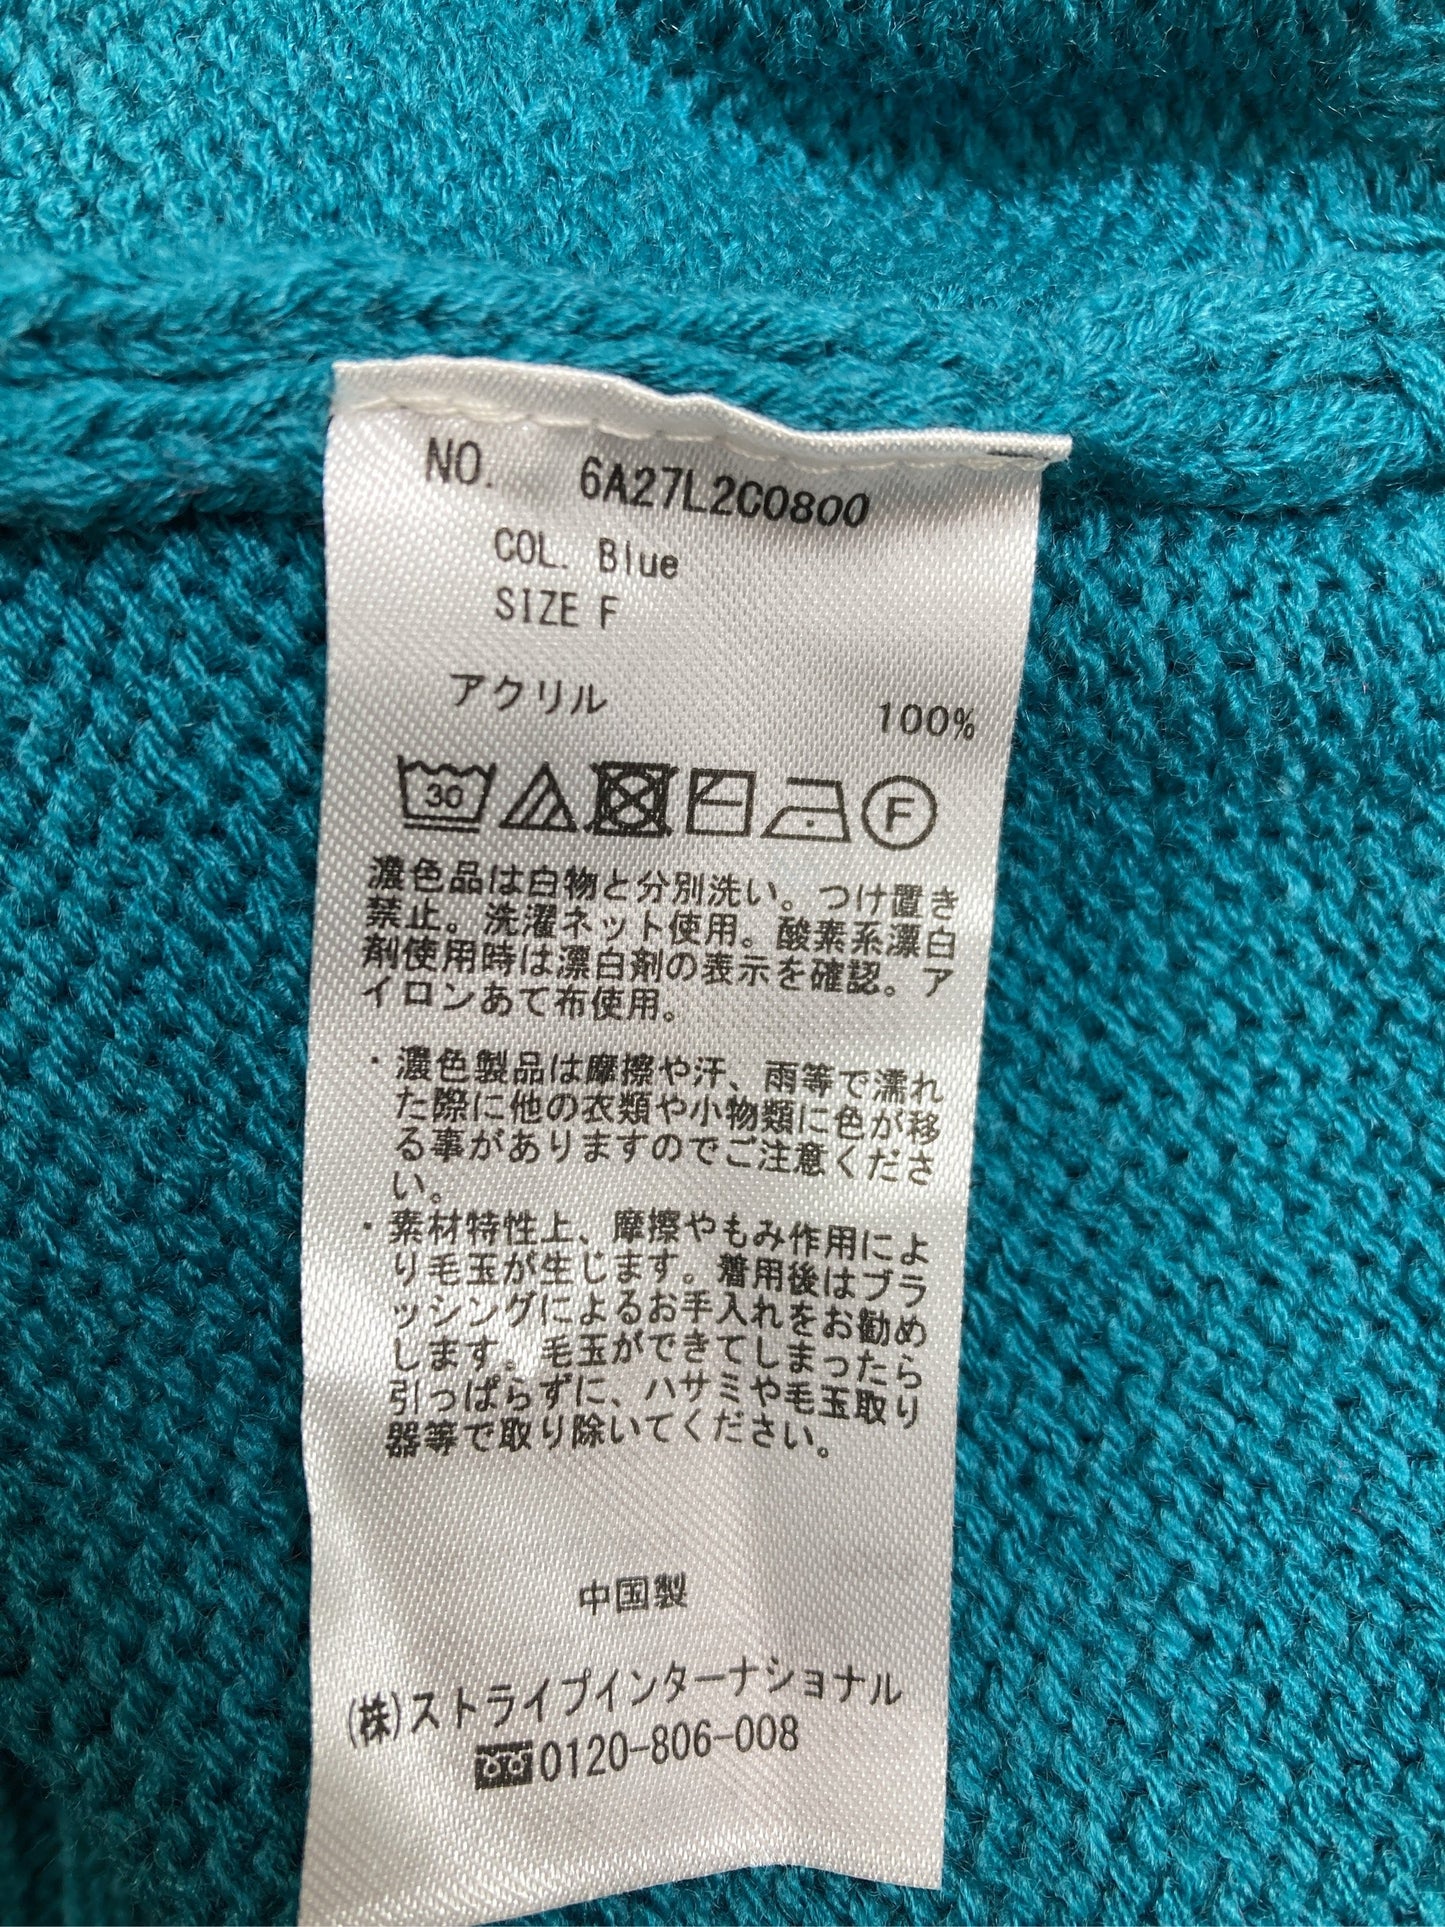 NO. 6A27L2C0800
COL. Blue
SIZE F
アクリル 100%
30 F
濃色品は白物と分別洗い。つけ置き
禁止。洗濯ネット使用。酸素系漂白
剤使用時は漂白剤の表示を確認。ア
イロンあて布使用。
・濃色製品は摩擦や汗、雨等で濡れ
た際に他の衣類や小物類に色が移
る事がありますのでご注意くださ
い。
・素材特性上、摩擦やもみ作用によ
り毛玉が生じます。着用後はブラ
ッシングによるお手入れをお勧め
します。毛玉ができてしまったら
引っぱらずに、ハサミや毛玉取り
器等で取り除いてください。
中国製
(株)ストライプインターナショナル
0120-806-008